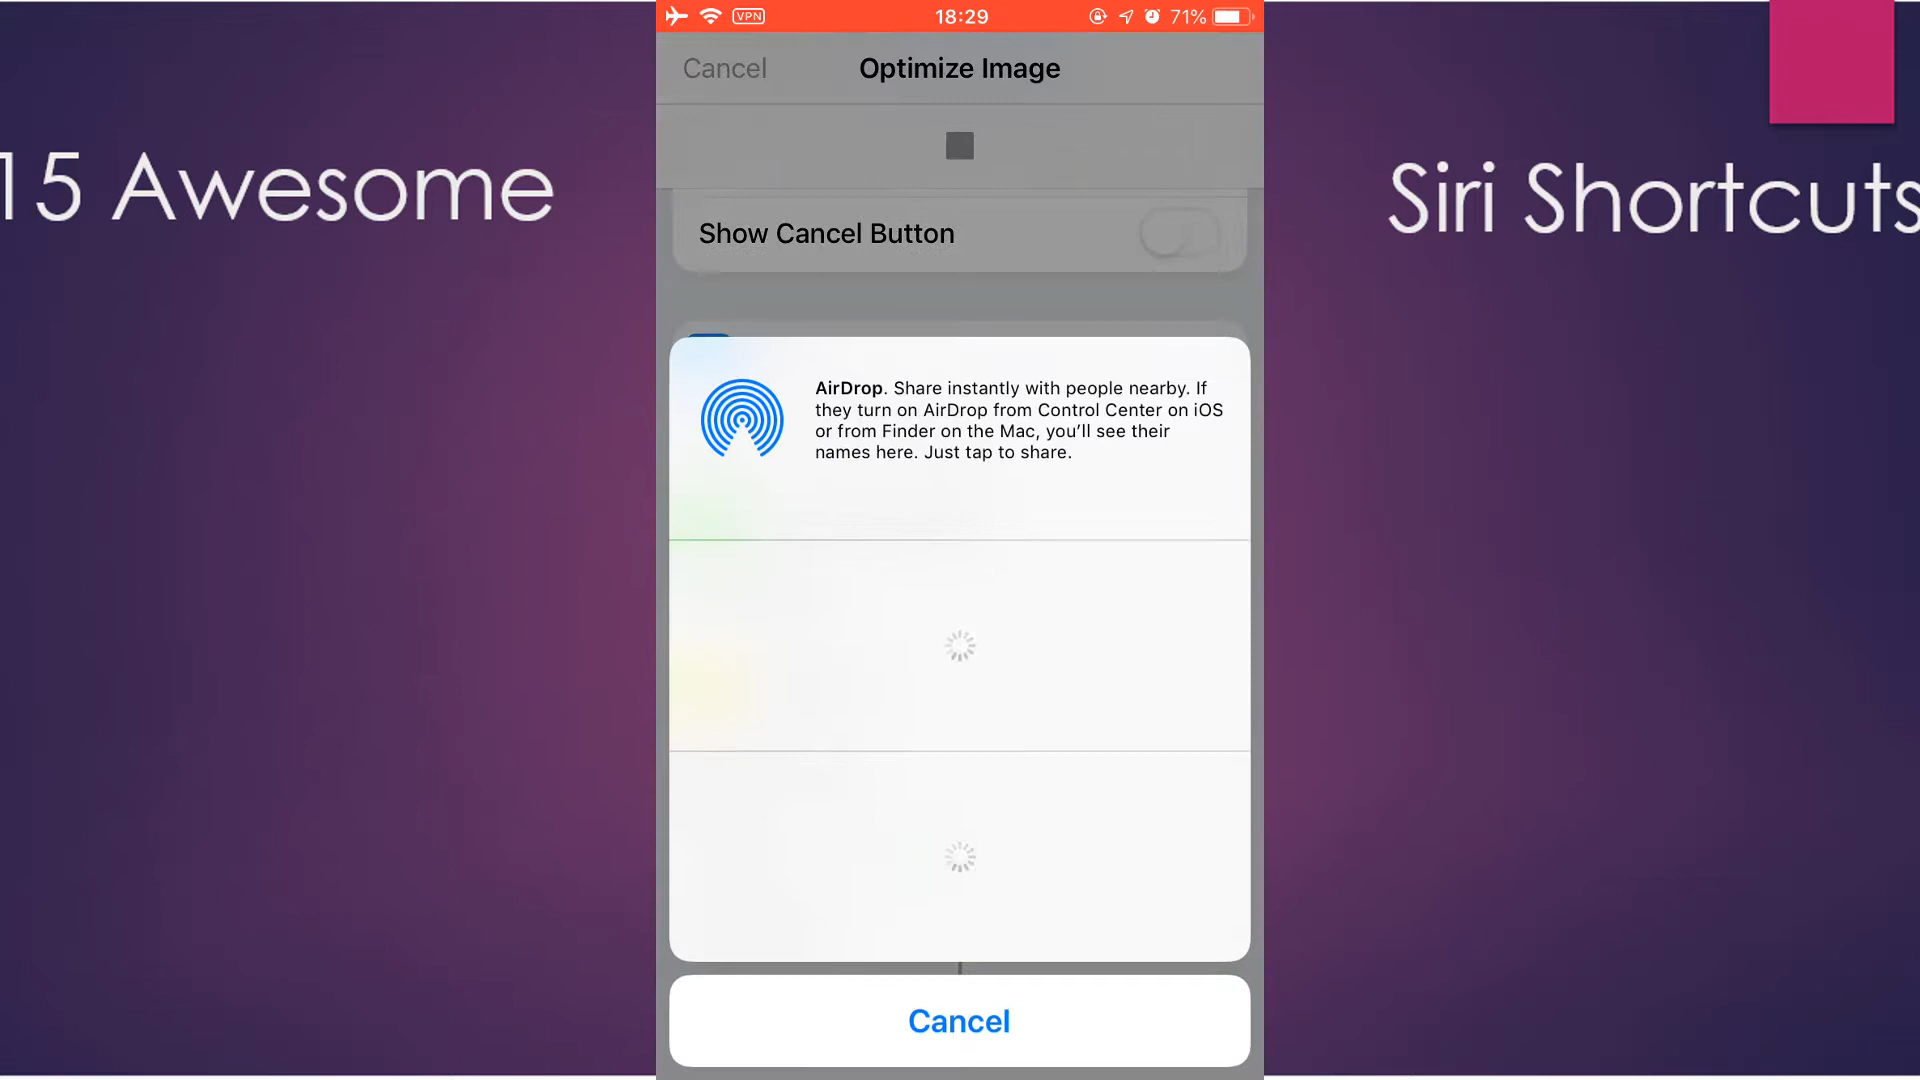 VPN 18:29 71%
Cancel Optimize Image
15 Awesome
Siri Shortcuts
Show Cancel Button
AirDrop. Share instantly with people nearby. If
they turn on AirDrop from Control Center on iOS
or from Finder on the Mac, you’ll see their
names here. Just tap to share.
Cancel